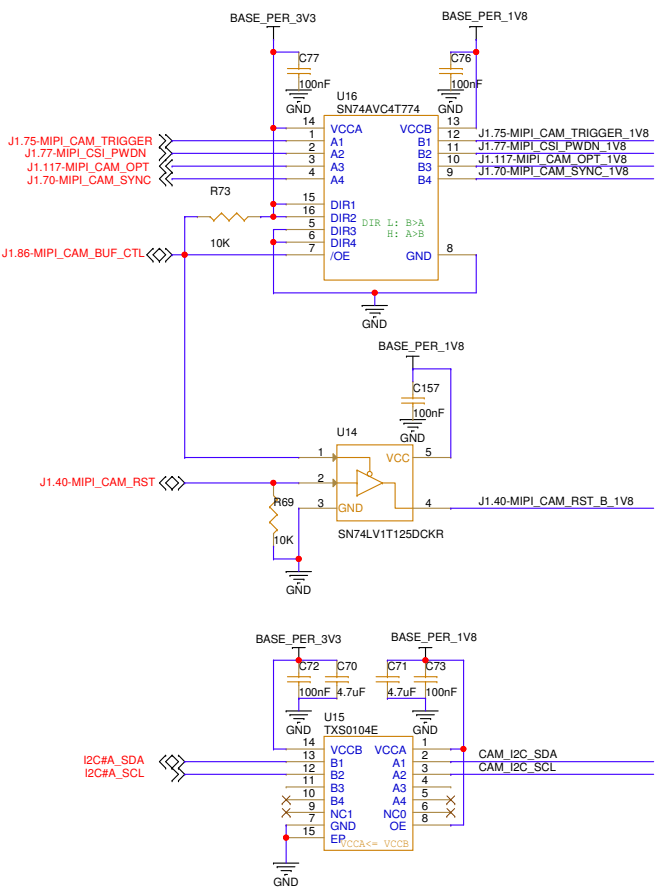 BASE_PER_3V3
BASE_PER_1V8
C77
100nF
GND
C76
100nF
GND
U16
SN74AVC4T774
14 VCCA VCCB 13
J1.75-MIPI_CAM_TRIGGER 1 A1 B1 12 J1.75-MIPI_CAM_TRIGGER_1V8
J1.77-MIPI_CSI_PWDN 2 A2 B2 11 J1.77-MIPI_CSI_PWDN_1V8
J1.117-MIPI_CAM_OPT 3 A3 B3 10 J1.117-MIPI_CAM_OPT_1V8
J1.70-MIPI_CAM_SYNC 4 A4 B4 9 J1.70-MIPI_CAM_SYNC_1V8
R73
10K
15 DIR1
16 DIR2
5 DIR3
6 DIR4
DIR L: B>A
H: A>B
J1.86-MIPI_CAM_BUF_CTL 7 /OE GND 8
GND
BASE_PER_1V8
C157
100nF
GND
U14
1 VCC 5
J1.40-MIPI_CAM_RST 2
R69
10K
3 GND 4 J1.40-MIPI_CAM_RST_B_1V8
SN74LV1T125DCKR
GND
BASE_PER_3V3
BASE_PER_1V8
C72 C70 C71 C73
100nF 4.7uF 4.7uF 100nF
GND
GND
U15
TXS0104E
14 VCCB VCCA 1
I2C#A_SDA 13 B1 A1 2 CAM_I2C_SDA
I2C#A_SCL 12 B2 A2 3 CAM_I2C_SCL
11 B3 A3 4
10 B4 A4 5
9 NC1 NC0 6
7 GND OE 8
15 EP
VCCA<= VCCB
GND